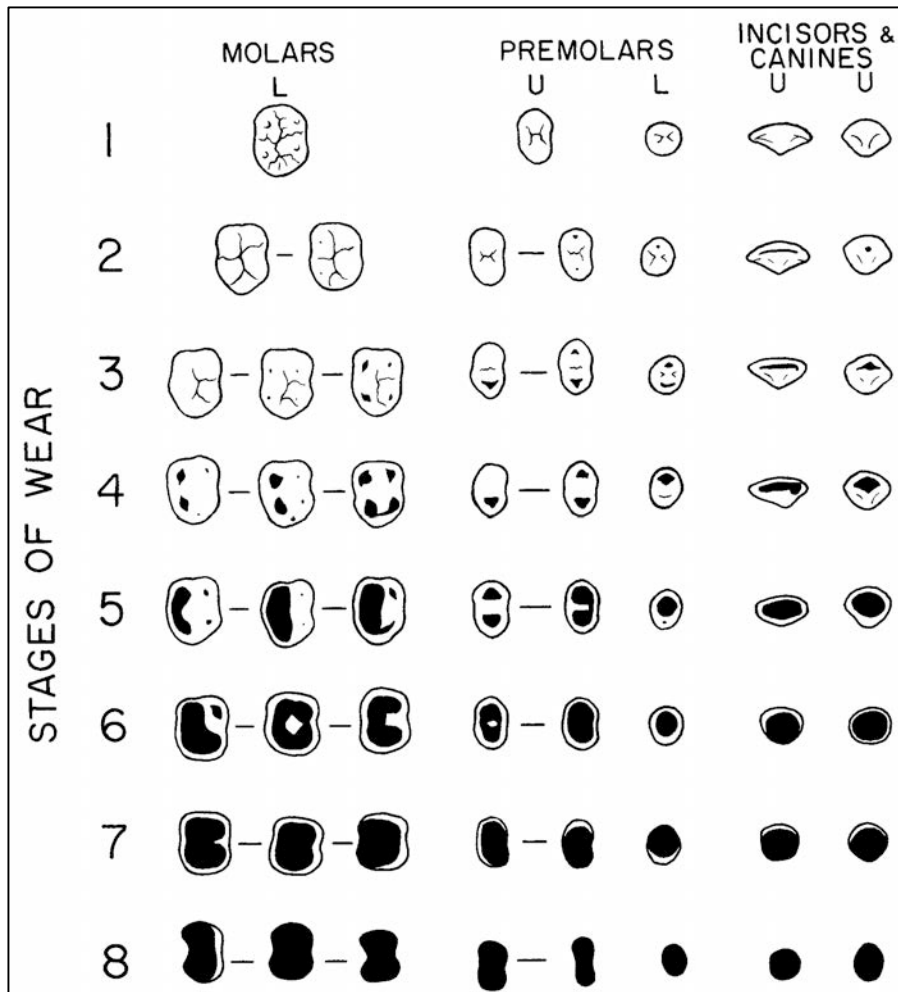 MOLARS
L
PREMOLARS
U L
INCISORS &
CANINES
U U
STAGES OF WEAR
1
2
3
4
5
6
7
8